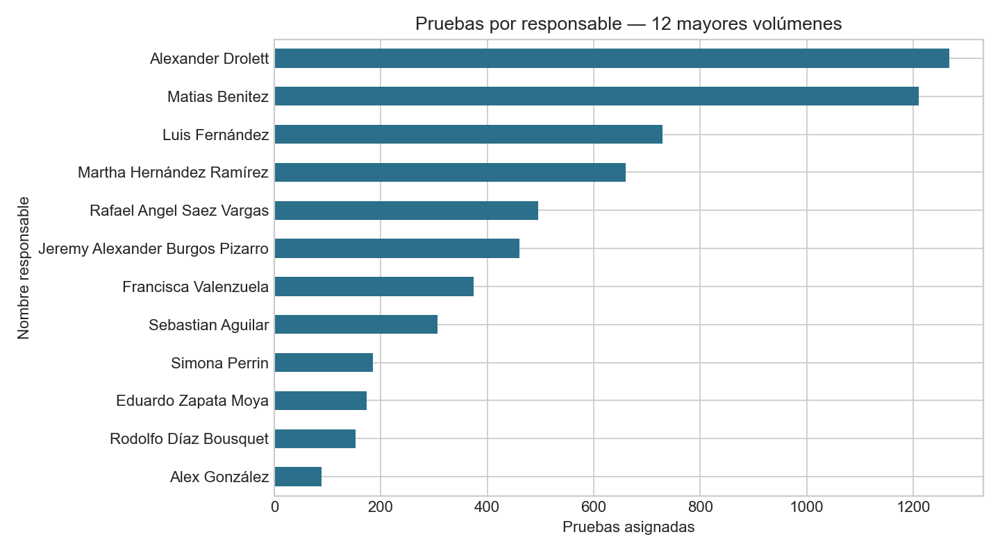 Pruebas por responsable — 12 mayores volúmenes
Nombre responsable
Alexander Drolett
Matias Benitez
Luis Fernández
Martha Hernández Ramírez
Rafael Angel Saez Vargas
Jeremy Alexander Burgos Pizarro
Francisca Valenzuela
Sebastian Aguilar
Simona Perrin
Eduardo Zapata Moya
Rodolfo Díaz Bousquet
Alex González
0 200 400 600 800 1000 1200
Pruebas asignadas